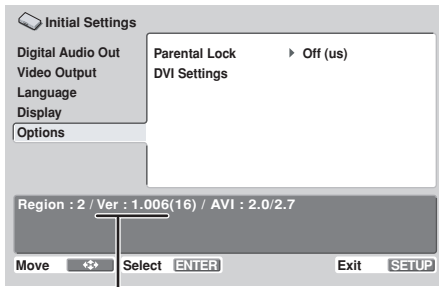 Initial Settings
Digital Audio Out
Video Output
Language
Display
Options
Parental Lock Off (us)
DVI Settings
Region : 2 / Ver : 1.006(16) / AVI : 2.0/2.7
Move Select ENTER Exit SETUP